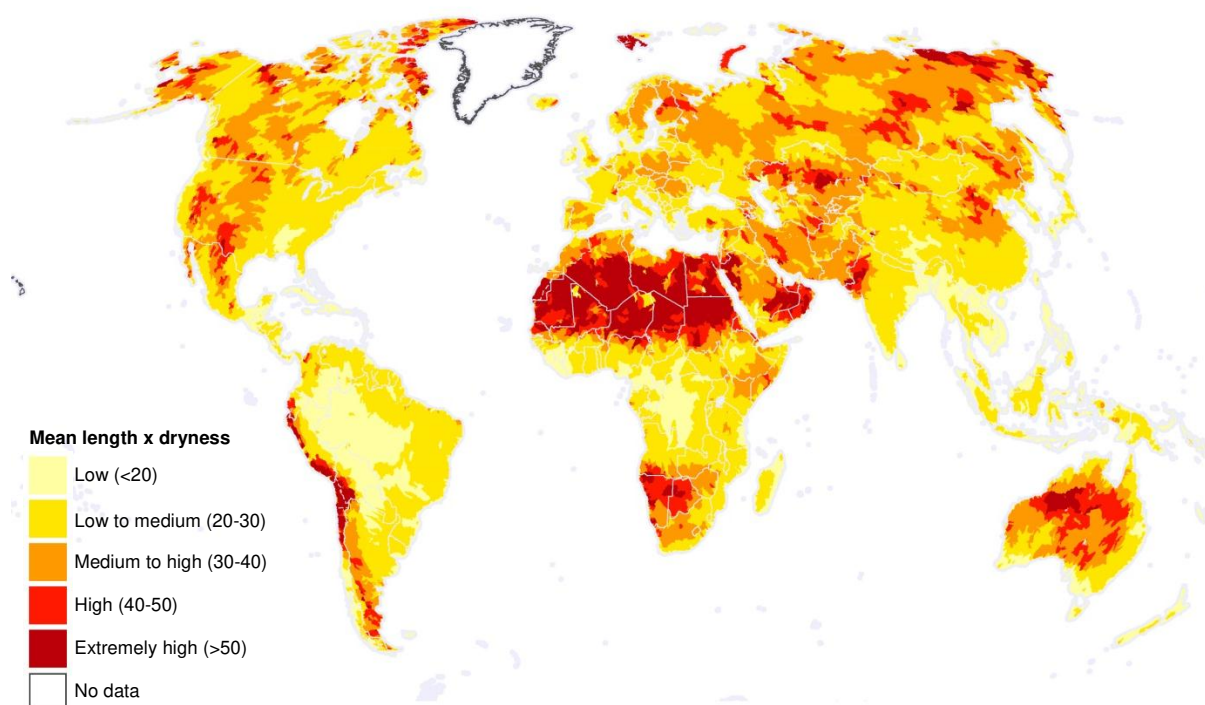 Mean length x dryness
Low (<20)
Low to medium (20-30)
Medium to high (30-40)
High (40-50)
Extremely high (>50)
No data